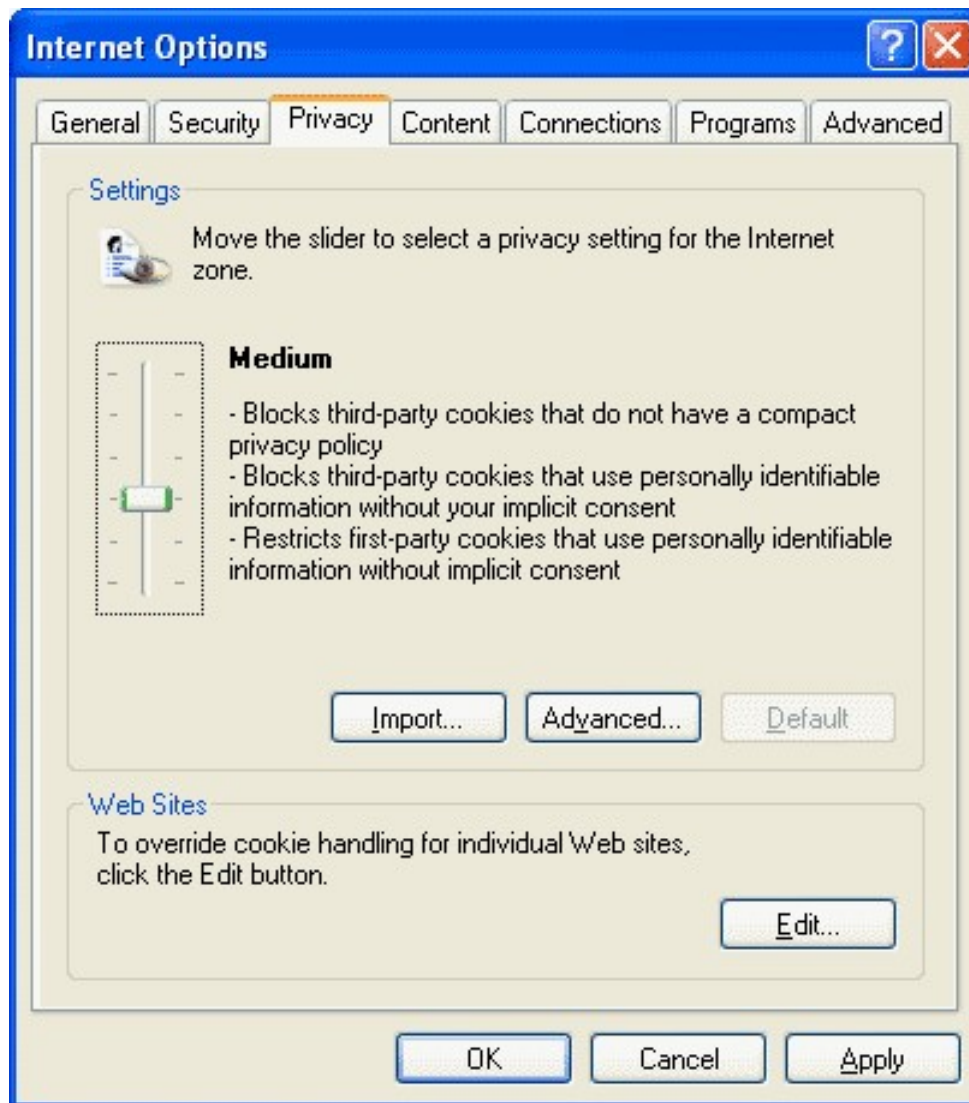 Internet Options
?
General Security Privacy Content Connections Programs Advanced
Settings
Move the slider to select a privacy setting for the Internet
zone.
Medium
- Blocks third-party cookies that do not have a compact
privacy policy
- Blocks third-party cookies that use personally identifiable
information without your implicit consent
- Restricts first-party cookies that use personally identifiable
information without implicit consent
Import... Advanced... Default
Web Sites
To override cookie handling for individual Web sites,
click the Edit button.
Edit...
OK Cancel Apply